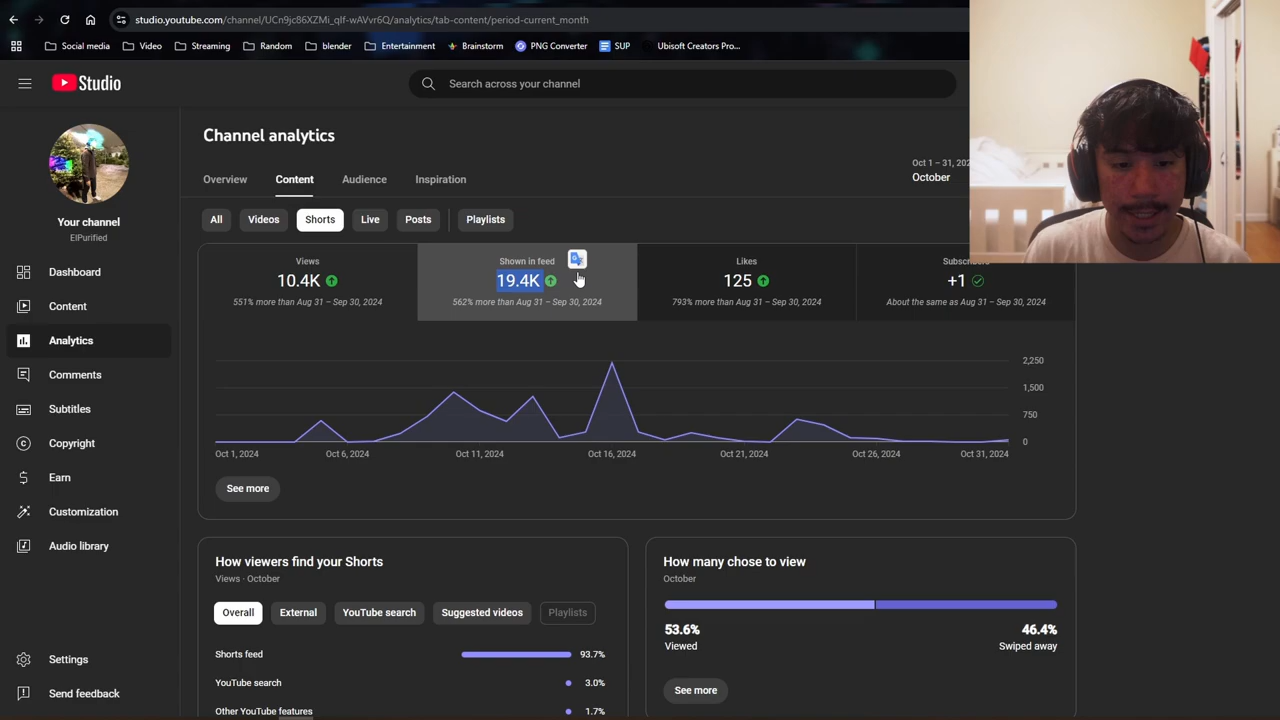 studio.youtube.com/channel/UCn9jc86XZMi_qIf-wAVvr6Q/analytics/tab-content/period-current_month
Social media
Video
Streaming
Random
blender
Entertainment
Brainstorm
PNG Converter
SUP
Ubisoft Creators Pro...
Studio
Search across your channel
Your channel
ElPurified
Dashboard
Content
Analytics
Comments
Subtitles
Copyright
Earn
Customization
Audio library
Settings
Send feedback
Channel analytics
Oct 1 – 31, 202
October
Overview
Content
Audience
Inspiration
All
Videos
Shorts
Live
Posts
Playlists
Views
10.4K
551% more than Aug 31 – Sep 30, 2024
Shown in feed
19.4K
562% more than Aug 31 – Sep 30, 2024
Likes
125
793% more than Aug 31 – Sep 30, 2024
Subscribers
+1
About the same as Aug 31 – Sep 30, 2024
2,250
1,500
750
0
Oct 1, 2024
Oct 6, 2024
Oct 11, 2024
Oct 16, 2024
Oct 21, 2024
Oct 26, 2024
Oct 31, 2024
See more
How viewers find your Shorts
Views · October
Overall
External
YouTube search
Suggested videos
Playlists
Shorts feed
93.7%
YouTube search
3.0%
Other YouTube features
1.7%
How many chose to view
October
53.6%
46.4%
Viewed
Swiped away
See more